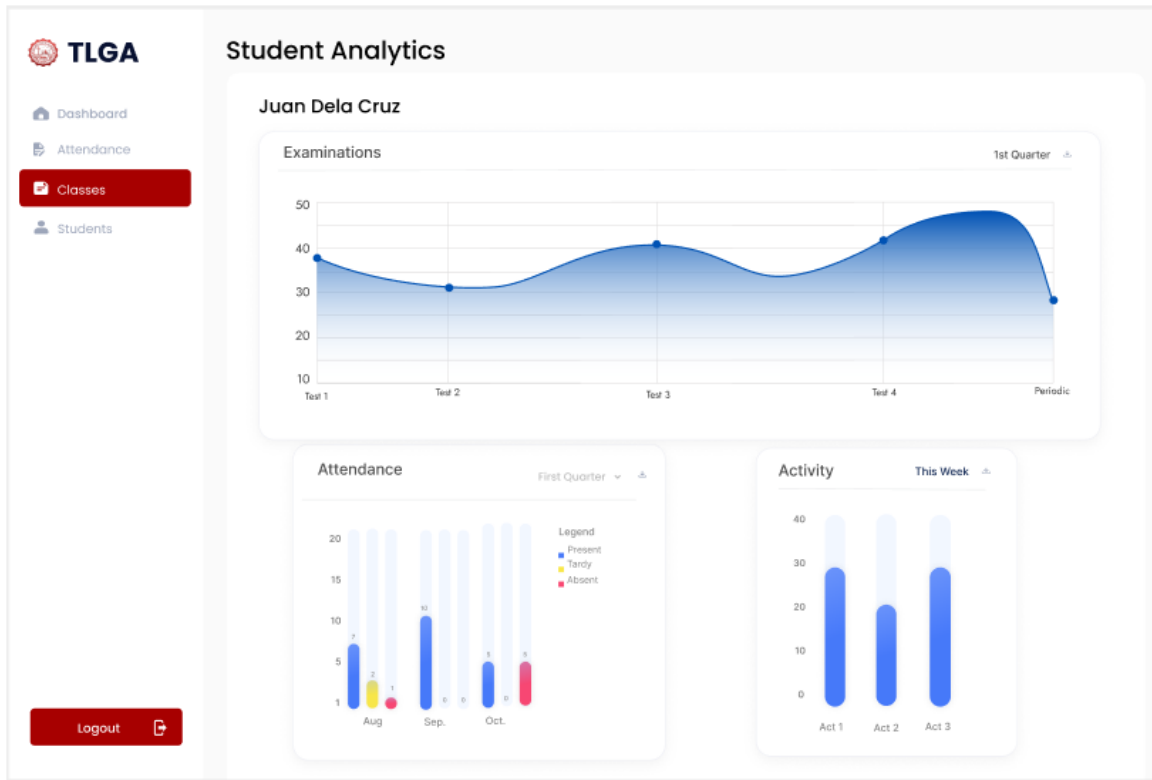 TLGA
Student Analytics
Dashboard
Attendance
Classes
Students
Logout
Juan Dela Cruz
Examinations
1st Quarter
50
40
30
20
10
Test 1
Test 2
Test 3
Test 4
Periodic
Attendance
First Quarter
20
15
10
5
1
7
2
1
10
0
0
5
0
5
Aug
Sep.
Oct.
Legend
Present
Tardy
Absent
Activity
This Week
40
30
20
10
0
Act 1
Act 2
Act 3